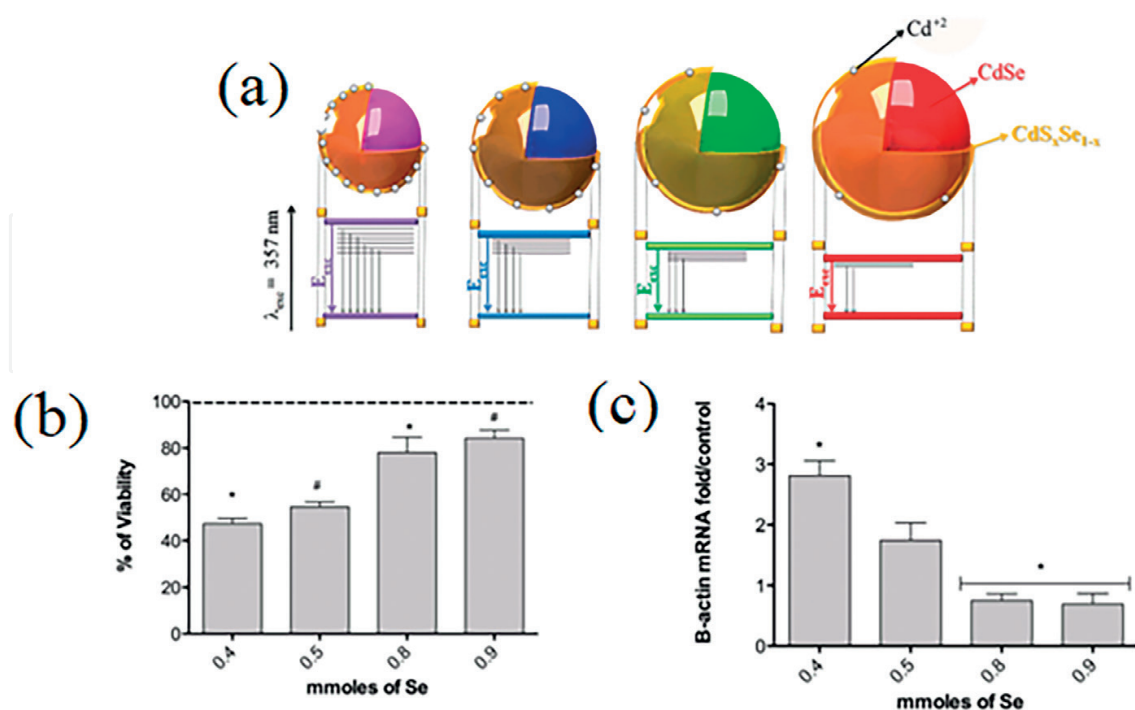 (a)
Cd+2
CdSe
CdSxSe1-x
λexc = 357 nm
Eexc
Eexc
Eexc
Eexc
(b)
% of Viability
100
80
60
40
20
0
•
#
•
#
0.4
0.5
0.8
0.9
mmoles of Se
(c)
B-actin mRNA fold/control
4
3
2
1
0
•
•
0.4
0.5
0.8
0.9
mmoles of Se